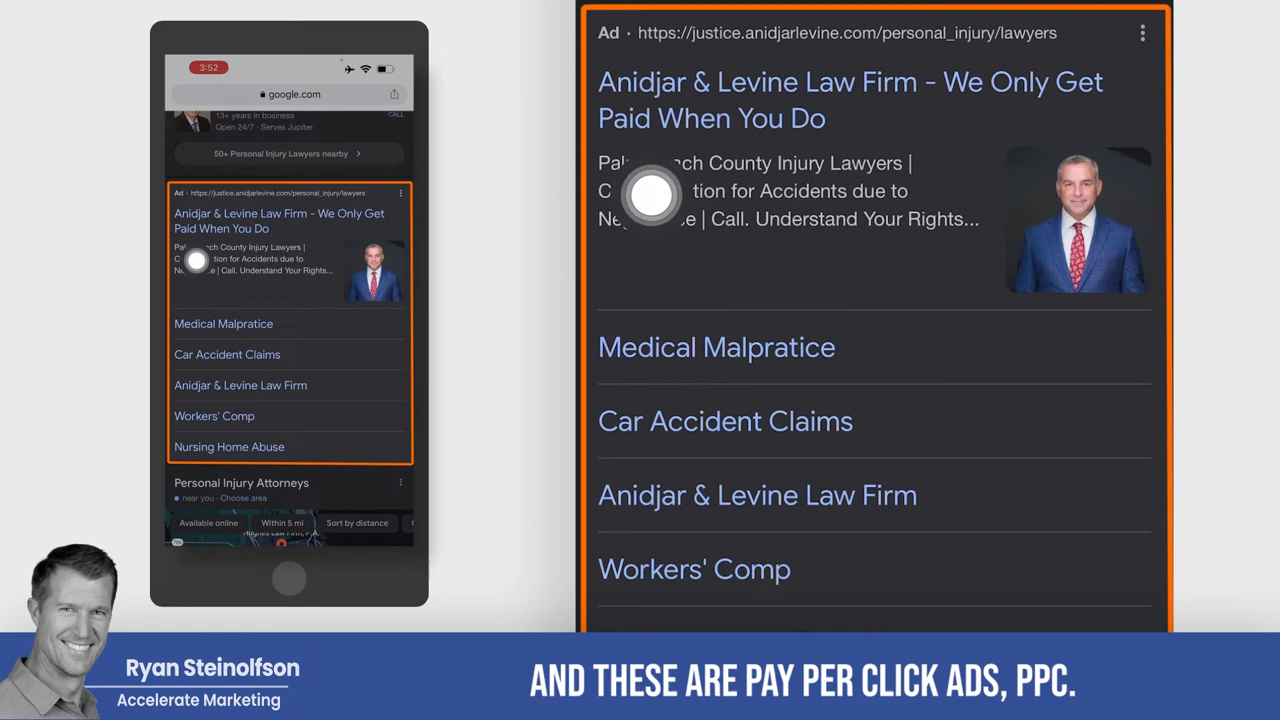 3:52
google.com
13+ years in business
Open 24/7 · Serves Jupiter
CALL
50+ Personal Injury Lawyers nearby
Ad · https://justice.anidjarlevine.com/personal_injury/lawyers
Anidjar & Levine Law Firm - We Only Get
Paid When You Do
County Injury Lawyers |
for Accidents due to
| Call. Understand Your Rights...
Medical Malpratice
Car Accident Claims
Anidjar & Levine Law Firm
Workers' Comp
Nursing Home Abuse
Personal Injury Attorneys
near you · Choose area
Available online
Within 5 mi
Sort by distance
Ad · https://justice.anidjarlevine.com/personal_injury/lawyers
Anidjar & Levine Law Firm - We Only Get
Paid When You Do
County Injury Lawyers |
for Accidents due to
| Call. Understand Your Rights...
Medical Malpratice
Car Accident Claims
Anidjar & Levine Law Firm
Workers' Comp
Ryan Steinolfson
Accelerate Marketing
AND THESE ARE PAY PER CLICK ADS, PPC.